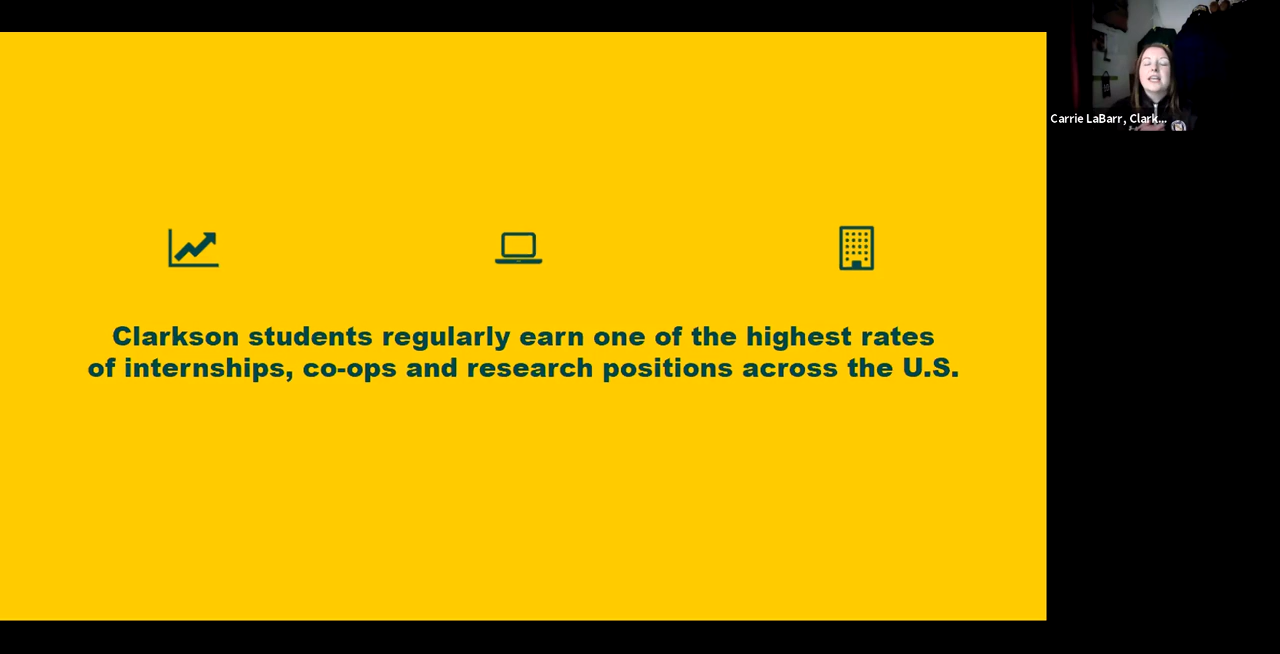 Clarkson students regularly earn one of the highest rates
of internships, co-ops and research positions across the U.S.
Carrie LaBarr, Clark...